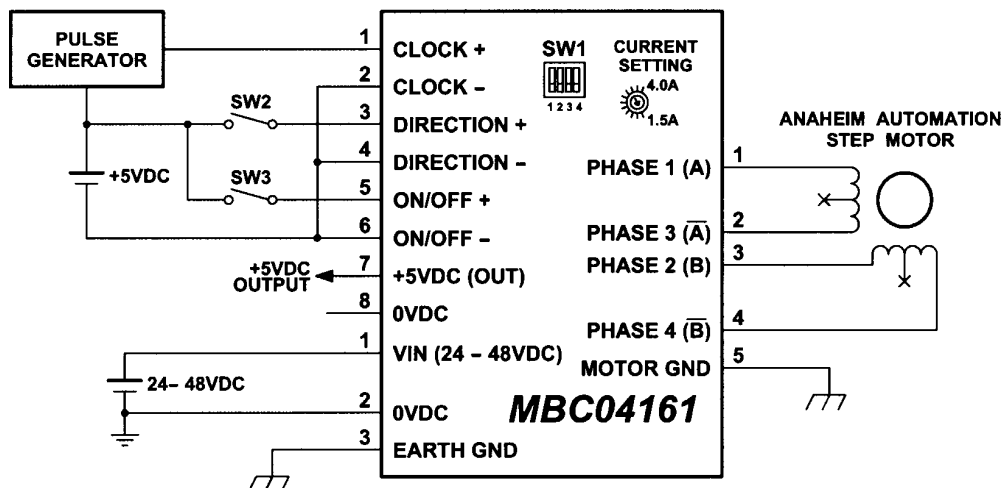 PULSE
GENERATOR
+5VDC
SW2
SW3
+5VDC
OUTPUT
24– 48VDC
1 CLOCK +
2 CLOCK –
3 DIRECTION +
4 DIRECTION –
5 ON/OFF +
6 ON/OFF –
7 +5VDC (OUT)
8 0VDC
1 VIN (24 – 48VDC)
2 0VDC
3 EARTH GND
SW1
1 2 3 4
CURRENT
SETTING
4.0A
1.5A
PHASE 1 (A) 1
PHASE 3 (A̅) 2
PHASE 2 (B) 3
PHASE 4 (B̅) 4
MOTOR GND 5
MBC04161
ANAHEIM AUTOMATION
STEP MOTOR